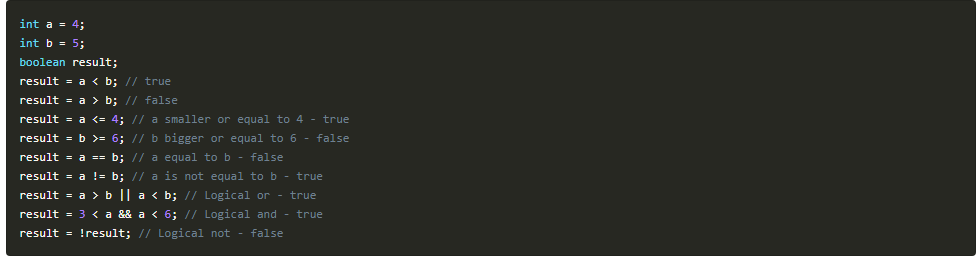 int a = 4;
int b = 5;
boolean result;
result = a < b; // true
result = a > b; // false
result = a <= 4; // a smaller or equal to 4 - true
result = b >= 6; // b bigger or equal to 6 - false
result = a == b; // a equal to b - false
result = a != b; // a is not equal to b - true
result = a > b || a < b; // Logical or - true
result = 3 < a && a < 6; // Logical and - true
result = !result; // Logical not - false